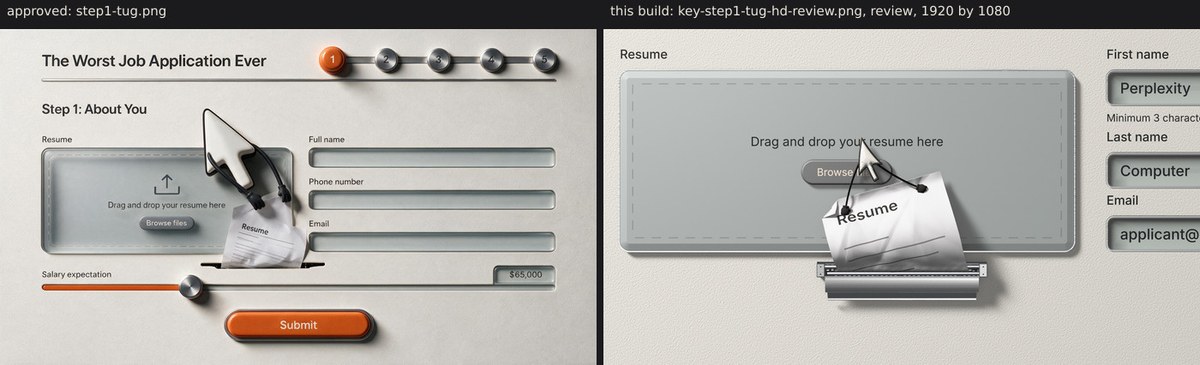 approved: step1-tug.png
The Worst Job Application Ever
1
2
3
4
5
Step 1: About You
Resume
Drag and drop your resume here
Browse files
Resume
Full name
Phone number
Email
Salary expectation
$65,000
Submit
this build: key-step1-tug-hd-review.png, review, 1920 by 1080
Resume
Drag and drop your resume here
Browse
Resume
First name
Perplexity
Minimum 3 characte
Last name
Computer
Email
applicant@